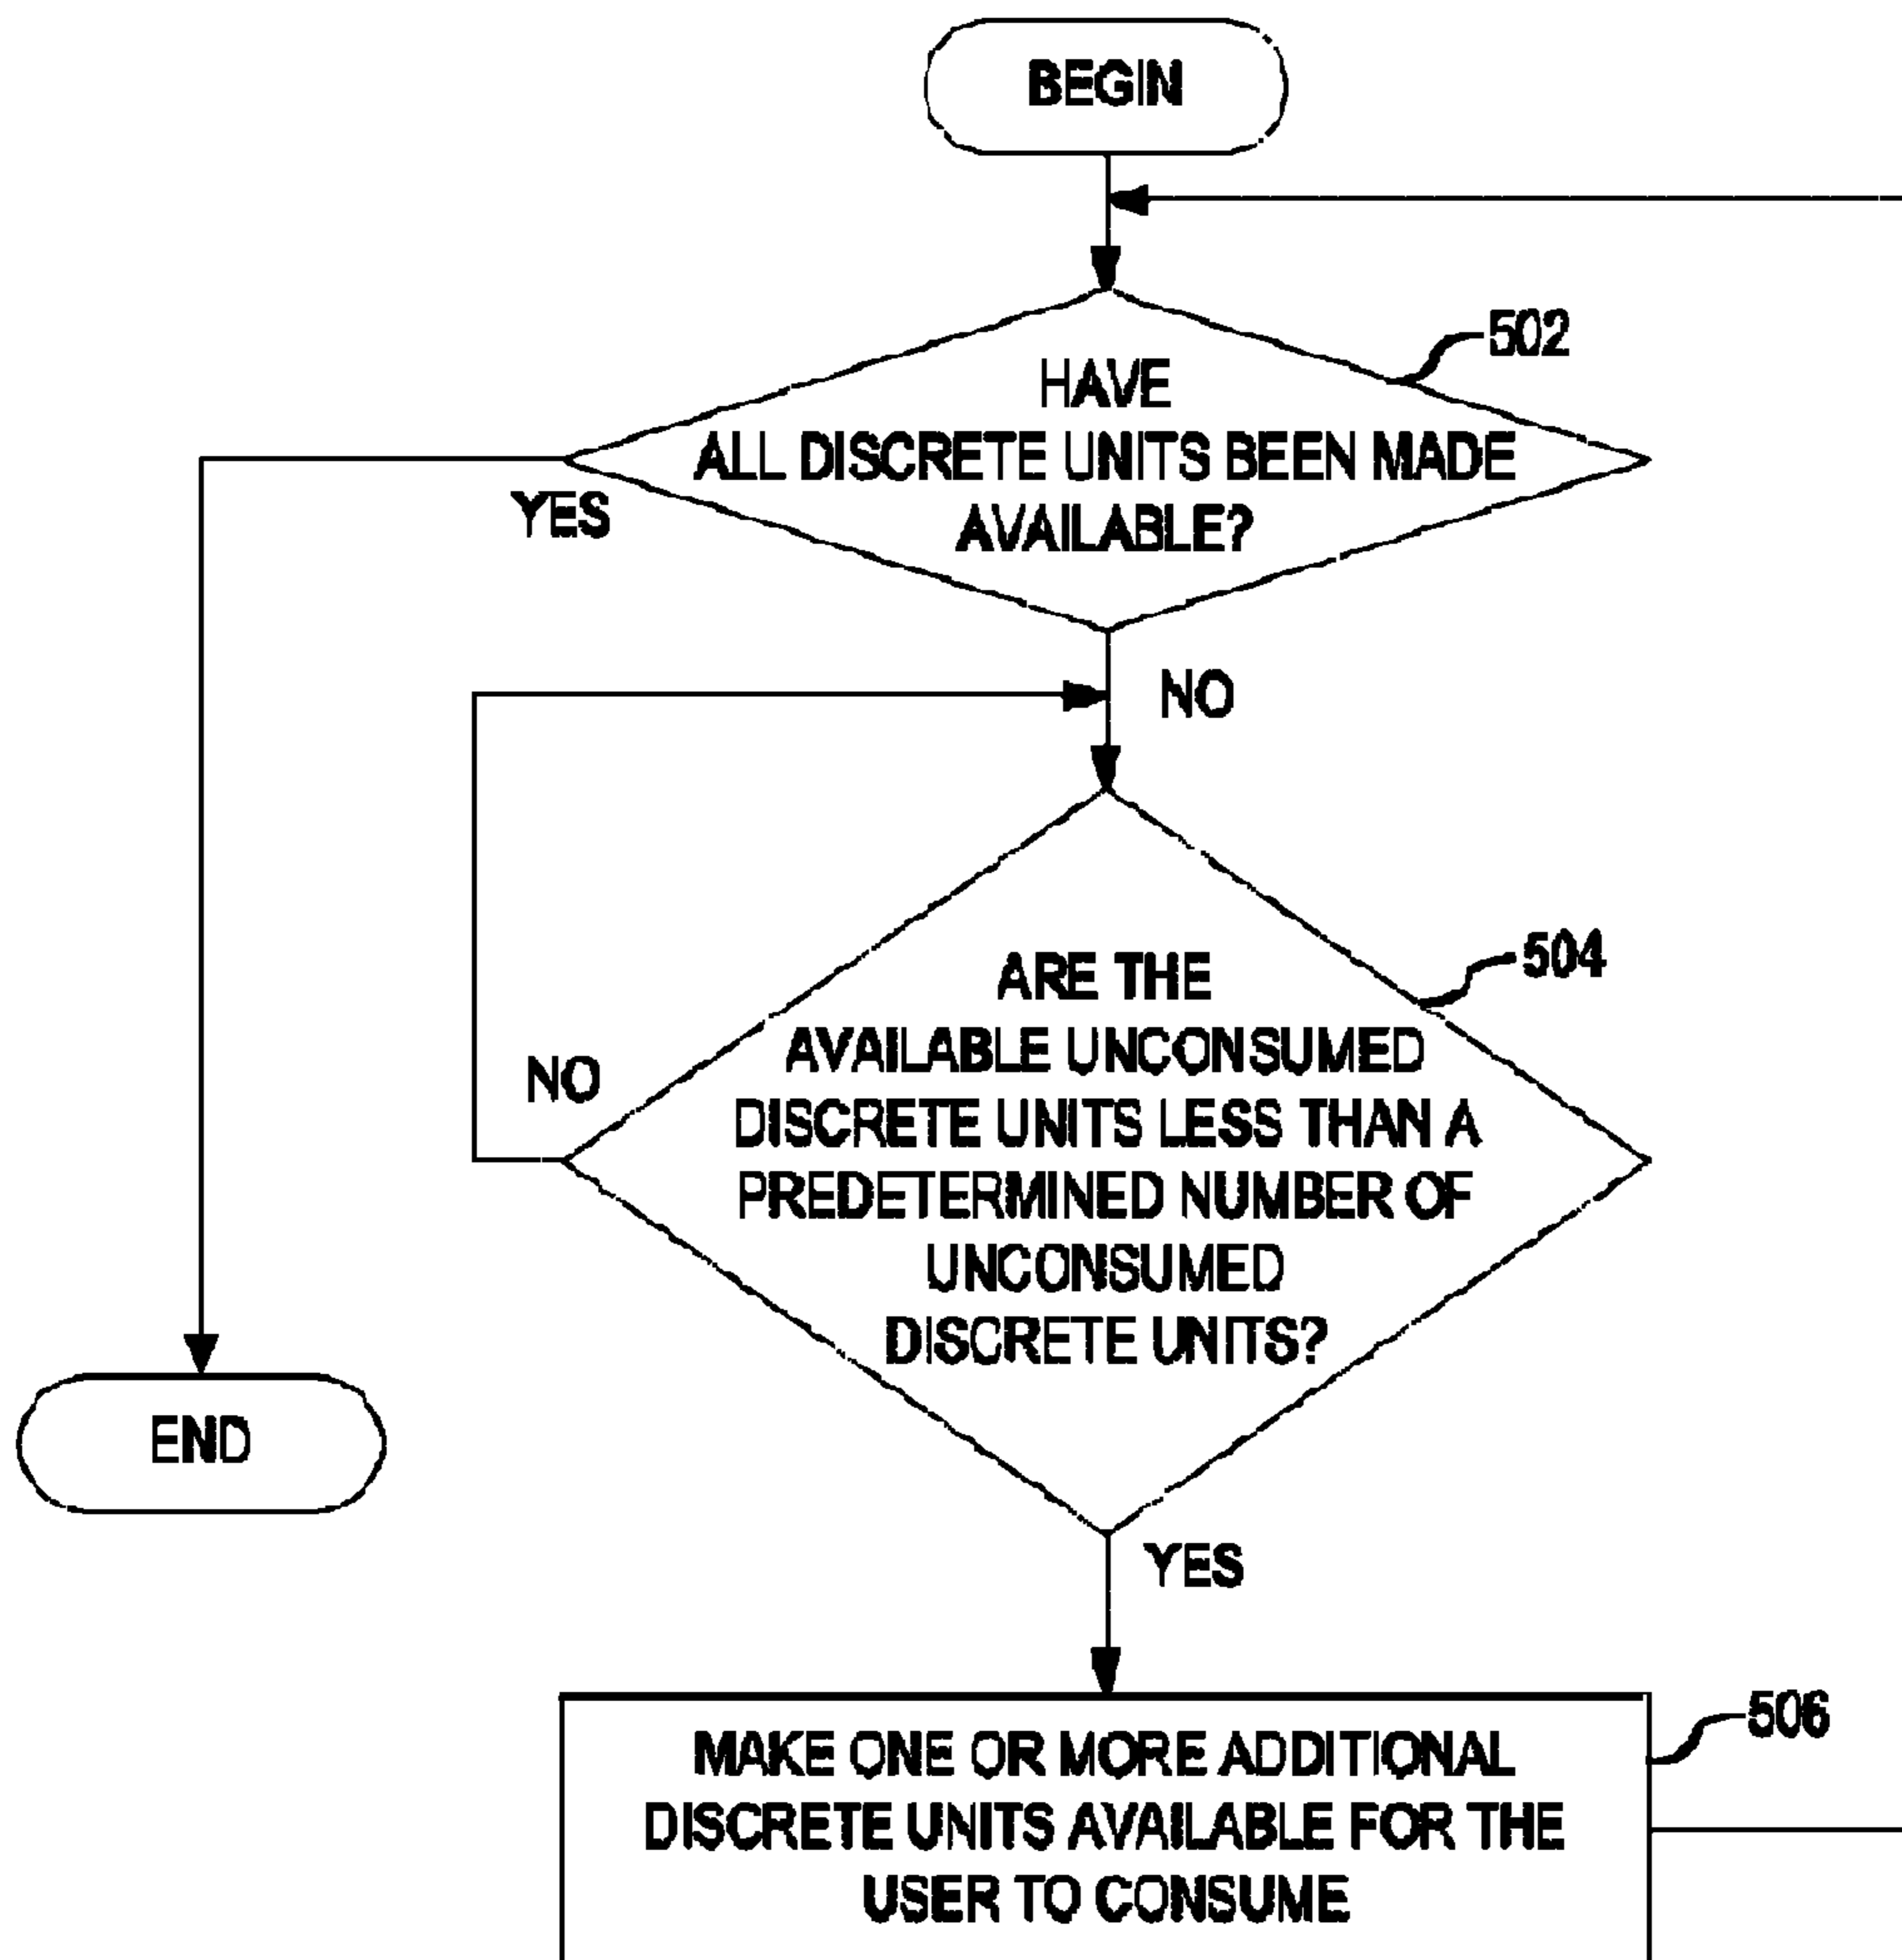 BEGIN
502
HAVE
ALL DISCRETE UNITS BEEN MADE
AVAILABLE?
YES
NO
504
ARE THE
AVAILABLE UNCONSUMED
DISCRETE UNITS LESS THAN A
PREDETERMINED NUMBER OF
UNCONSUMED
DISCRETE UNITS?
NO
END
YES
506
MAKE ONE OR MORE ADDITIONAL
DISCRETE UNITS AVAILABLE FOR THE
USER TO CONSUME